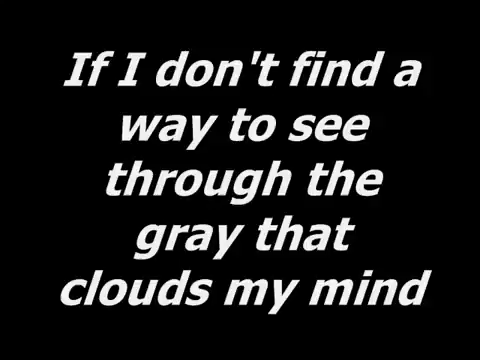 If I don't find a
way to see
through the
gray that
clouds my mind